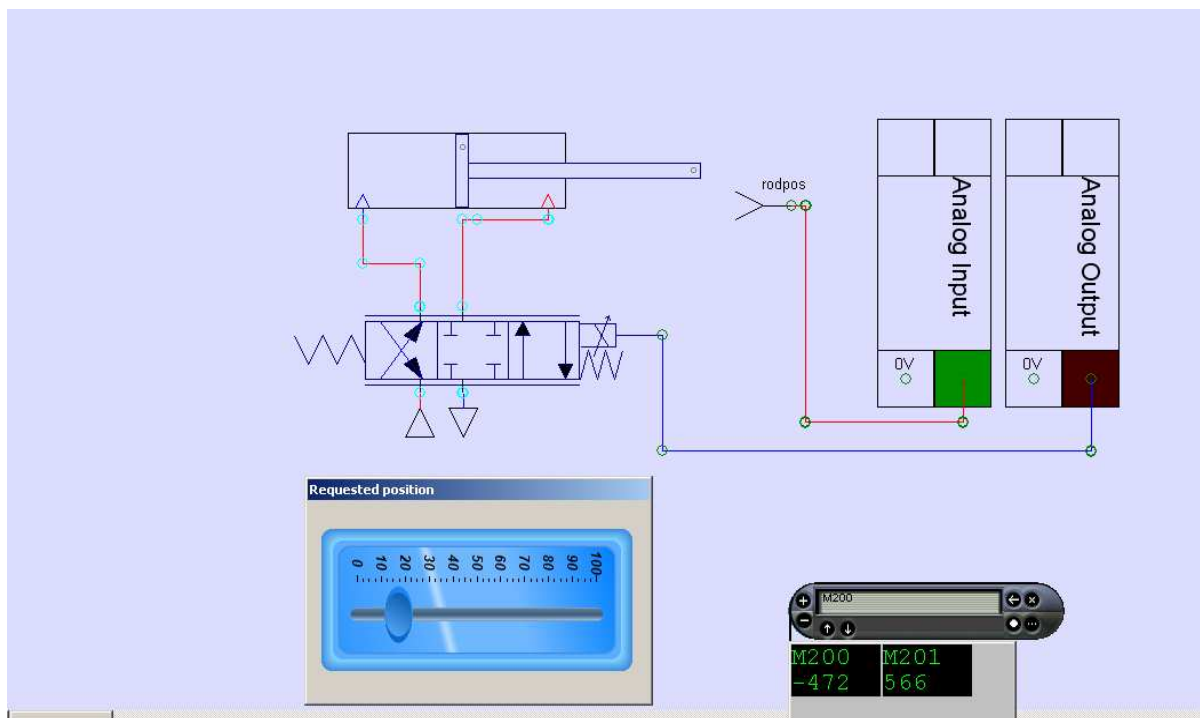 rodpos
Analog Input
Analog Output
0V
0V
Requested position
0 10 20 30 40 50 60 70 80 90 100
M200
M200 M201
-472 566